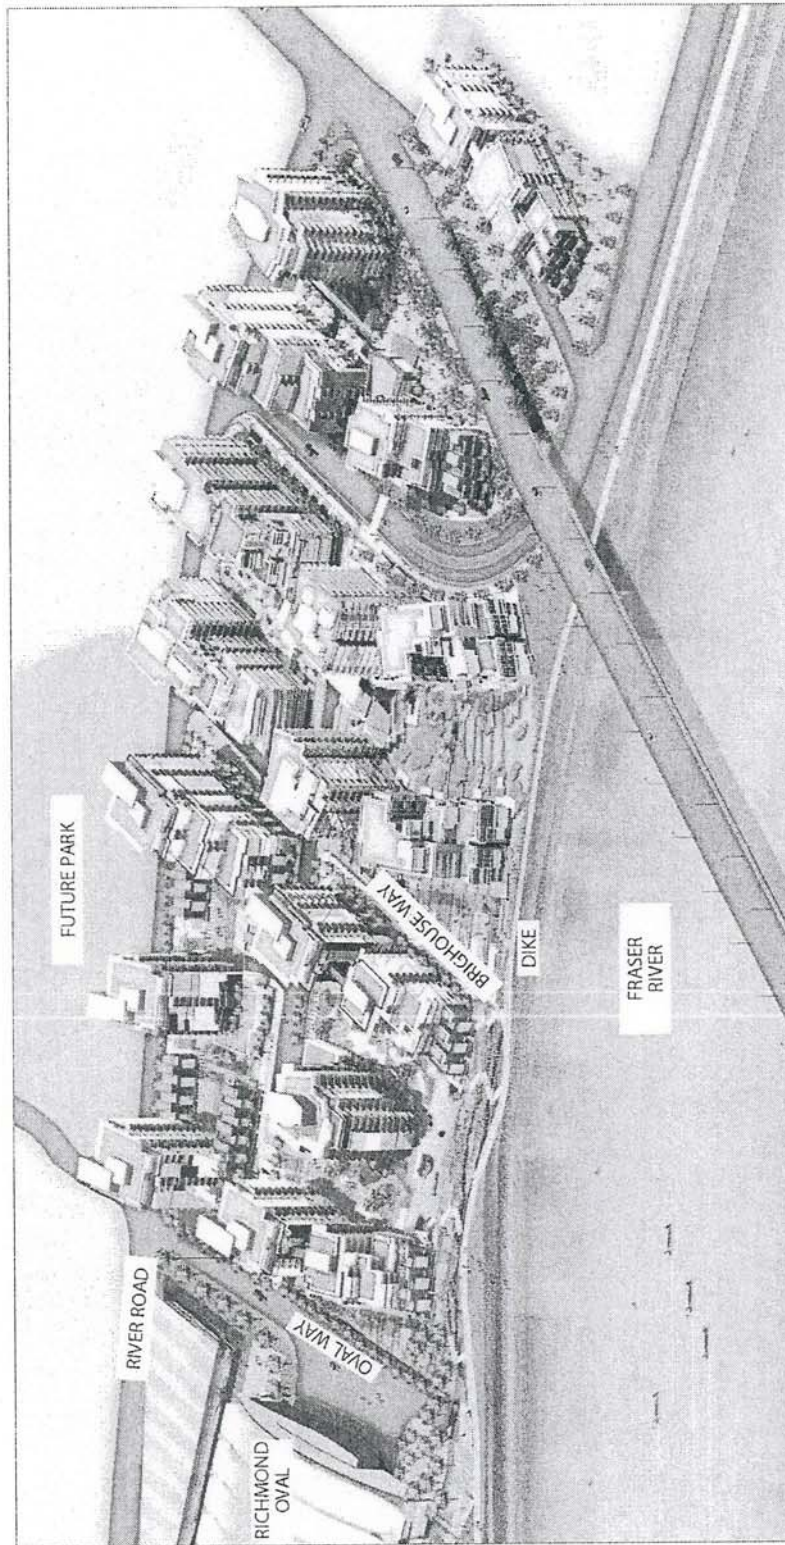 FUTURE PARK
RIVER ROAD
RICHMOND
OVAL
OVAL WAY
BRIGHOUSE WAY
DIKE
FRASER
RIVER